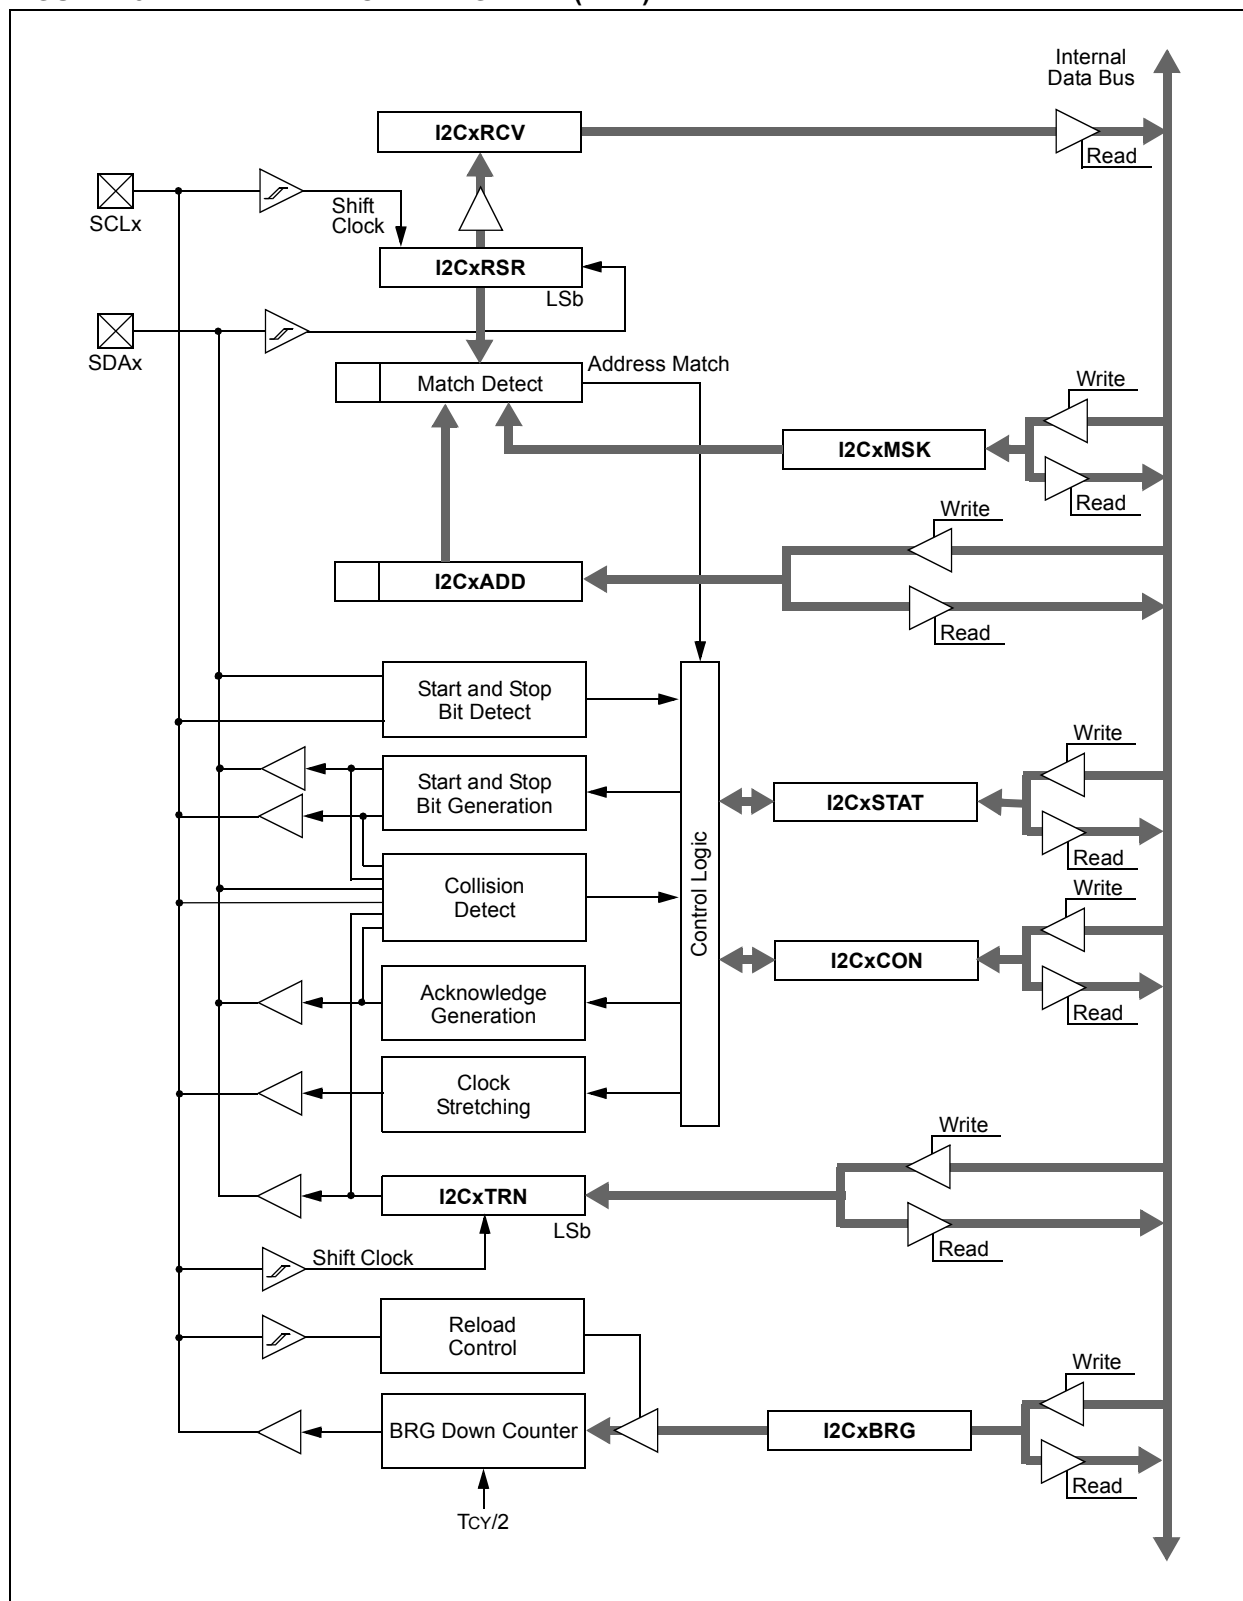 Internal
Data Bus
I2CxRCV
Read
SCLx
Shift
Clock
I2CxRSR
LSb
SDAx
Address Match
Match Detect
Write
I2CxMSK
Read
Write
I2CxADD
Read
Start and Stop
Bit Detect
Write
Start and Stop
Bit Generation
I2CxSTAT
Read
Control Logic
Collision
Detect
Write
I2CxCON
Acknowledge
Generation
Read
Clock
Stretching
Write
I2CxTRN
LSb
Read
Shift Clock
Reload
Control
Write
BRG Down Counter
I2CxBRG
Read
TCY/2